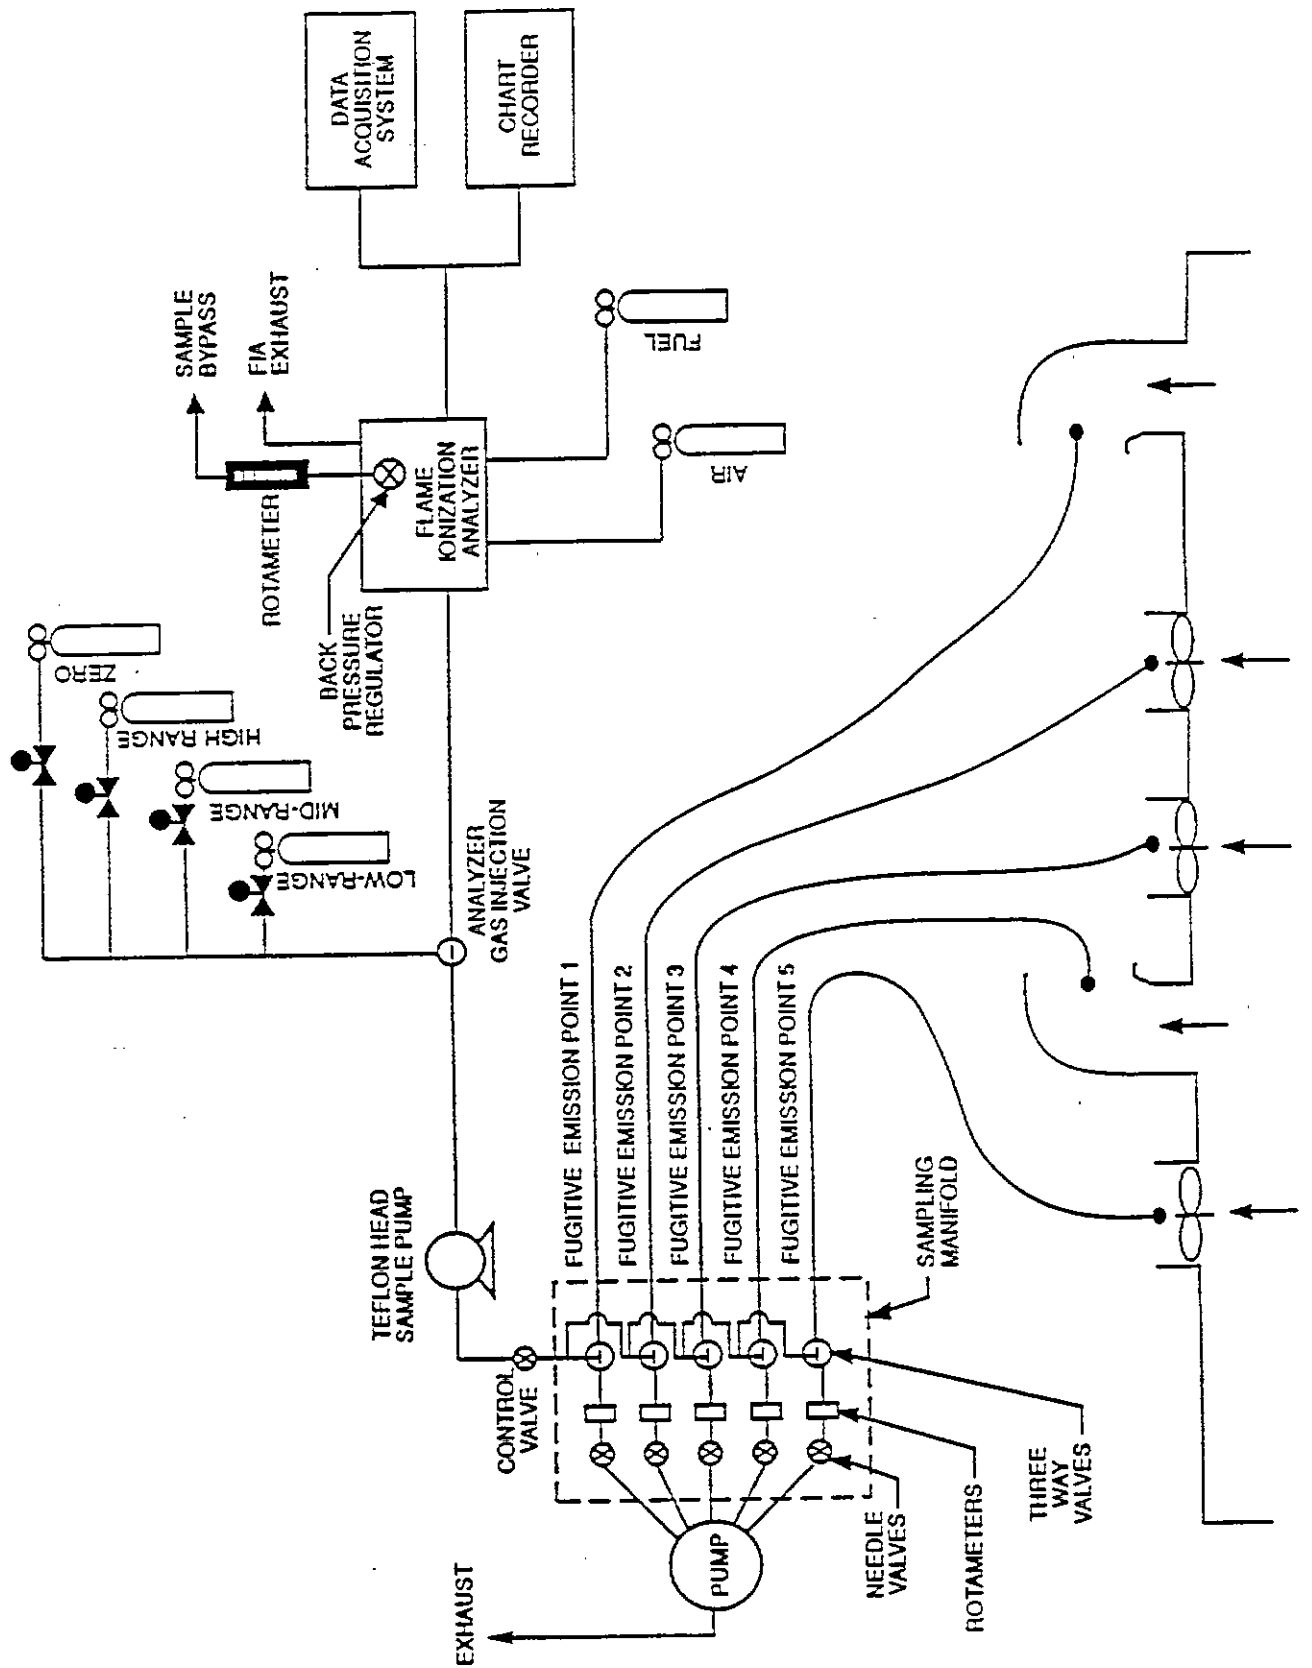 DATA
ACQUISITION
SYSTEM
CHART
RECORDER
SAMPLE
BYPASS
FIA
EXHAUST
ROTAMETER
BACK
PRESSURE
REGULATOR
FLAME
IONIZATION
ANALYZER
FUEL
AIR
ZERO
HIGH RANGE
MID-RANGE
LOW-RANGE
ANALYZER
GAS INJECTION
VALVE
TEFLON HEAD
SAMPLE PUMP
CONTROL
VALVE
FUGITIVE EMISSION POINT 1
FUGITIVE EMISSION POINT 2
FUGITIVE EMISSION POINT 3
FUGITIVE EMISSION POINT 4
FUGITIVE EMISSION POINT 5
SAMPLING
MANIFOLD
EXHAUST
PUMP
NEEDLE
VALVES
ROTAMETERS
THREE
WAY
VALVES